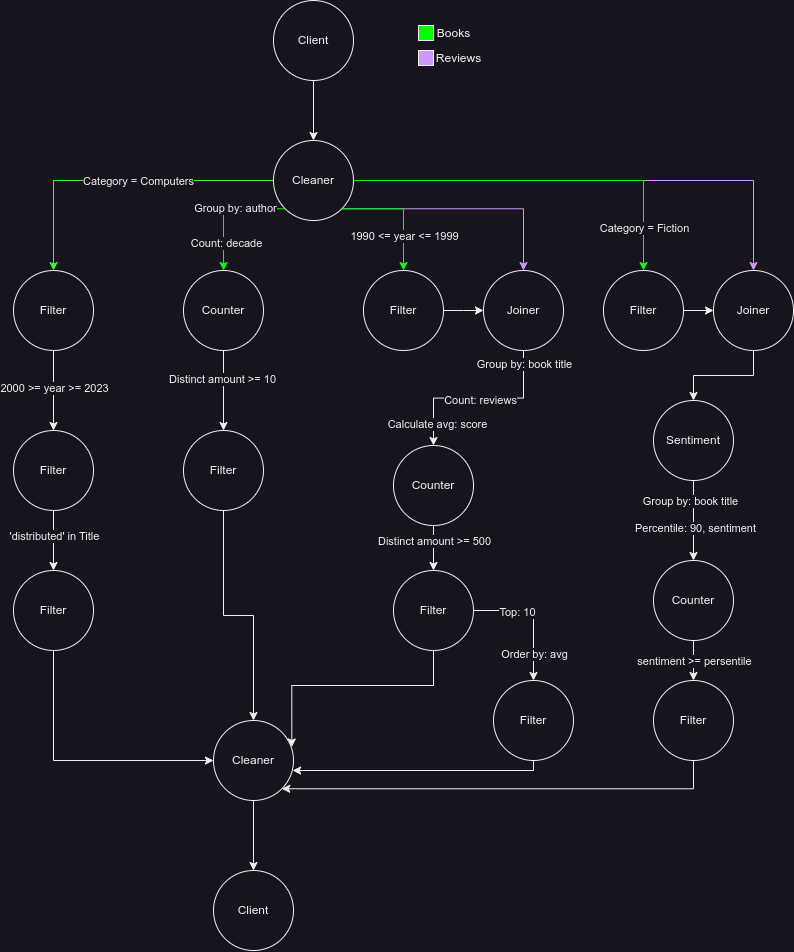 Client
Books
Reviews
Cleaner
Category = Computers
Group by: author
Count: decade
1990 <= year <= 1999
Category = Fiction
Filter
Counter
Filter
Joiner
Filter
Joiner
2000 >= year >= 2023
Distinct amount >= 10
Group by: book title
Count: reviews
Calculate avg: score
Filter
Filter
Counter
Sentiment
'distributed' in Title
Distinct amount >= 500
Group by: book title
Percentile: 90, sentiment
Filter
Filter
Counter
Top: 10
Order by: avg
sentiment >= persentile
Cleaner
Filter
Filter
Client